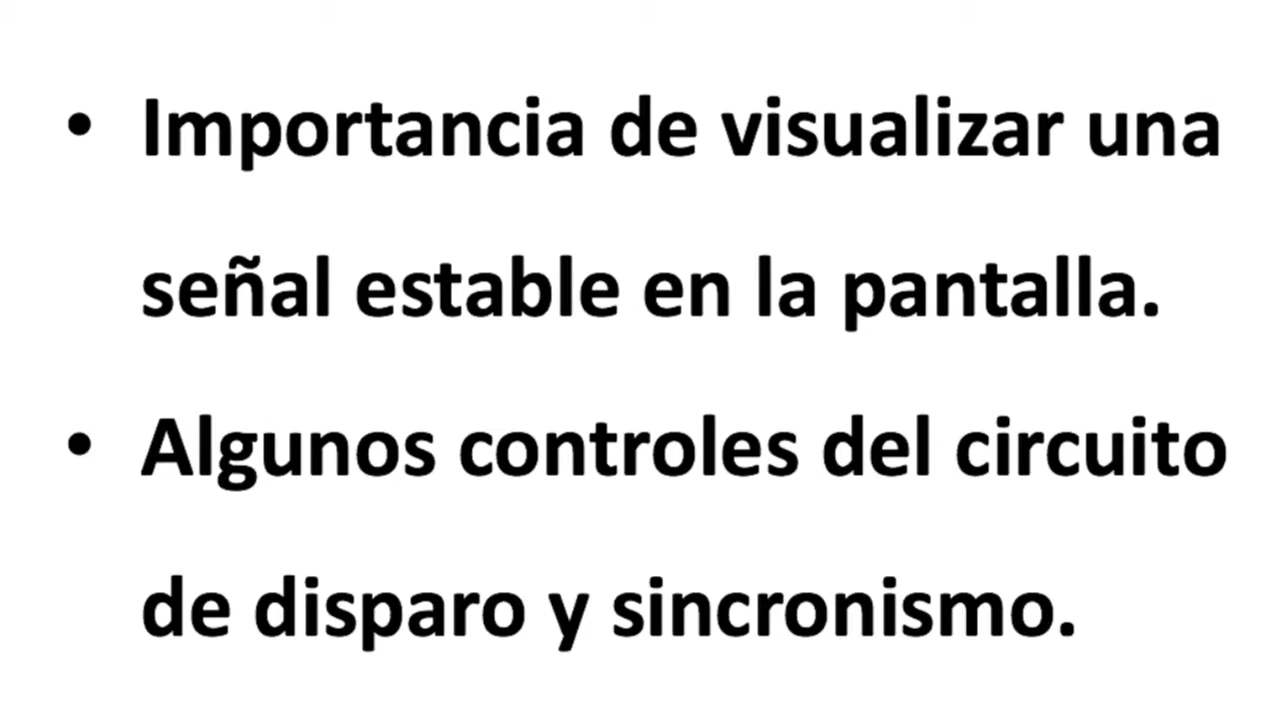 • Importancia de visualizar una
señal estable en la pantalla.
• Algunos controles del circuito
de disparo y sincronismo.